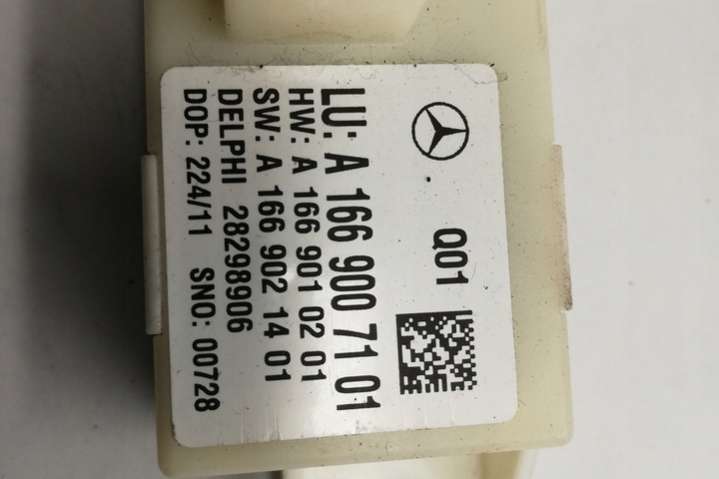 Q01
LU: A 166 900 71 01
HW: A 166 901 02 01
SW: A 166 902 14 01
DELPHI 28298906
DOP: 224/11 SNO: 00728